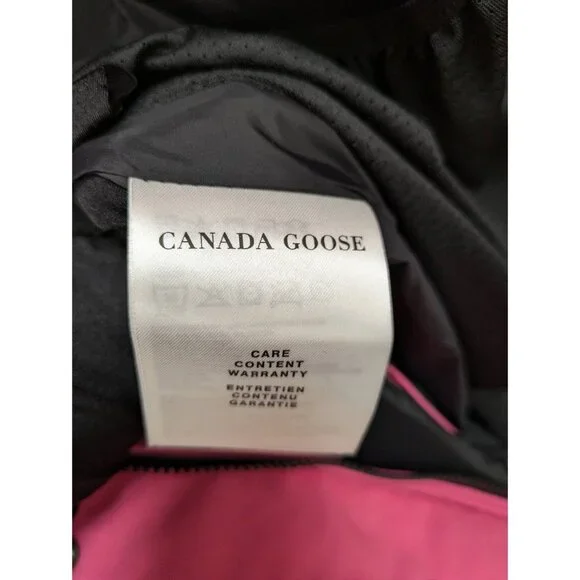 CANADA GOOSE
CARE
CONTENT
WARRANTY
ENTRETIEN
CONTENU
GARANTIE